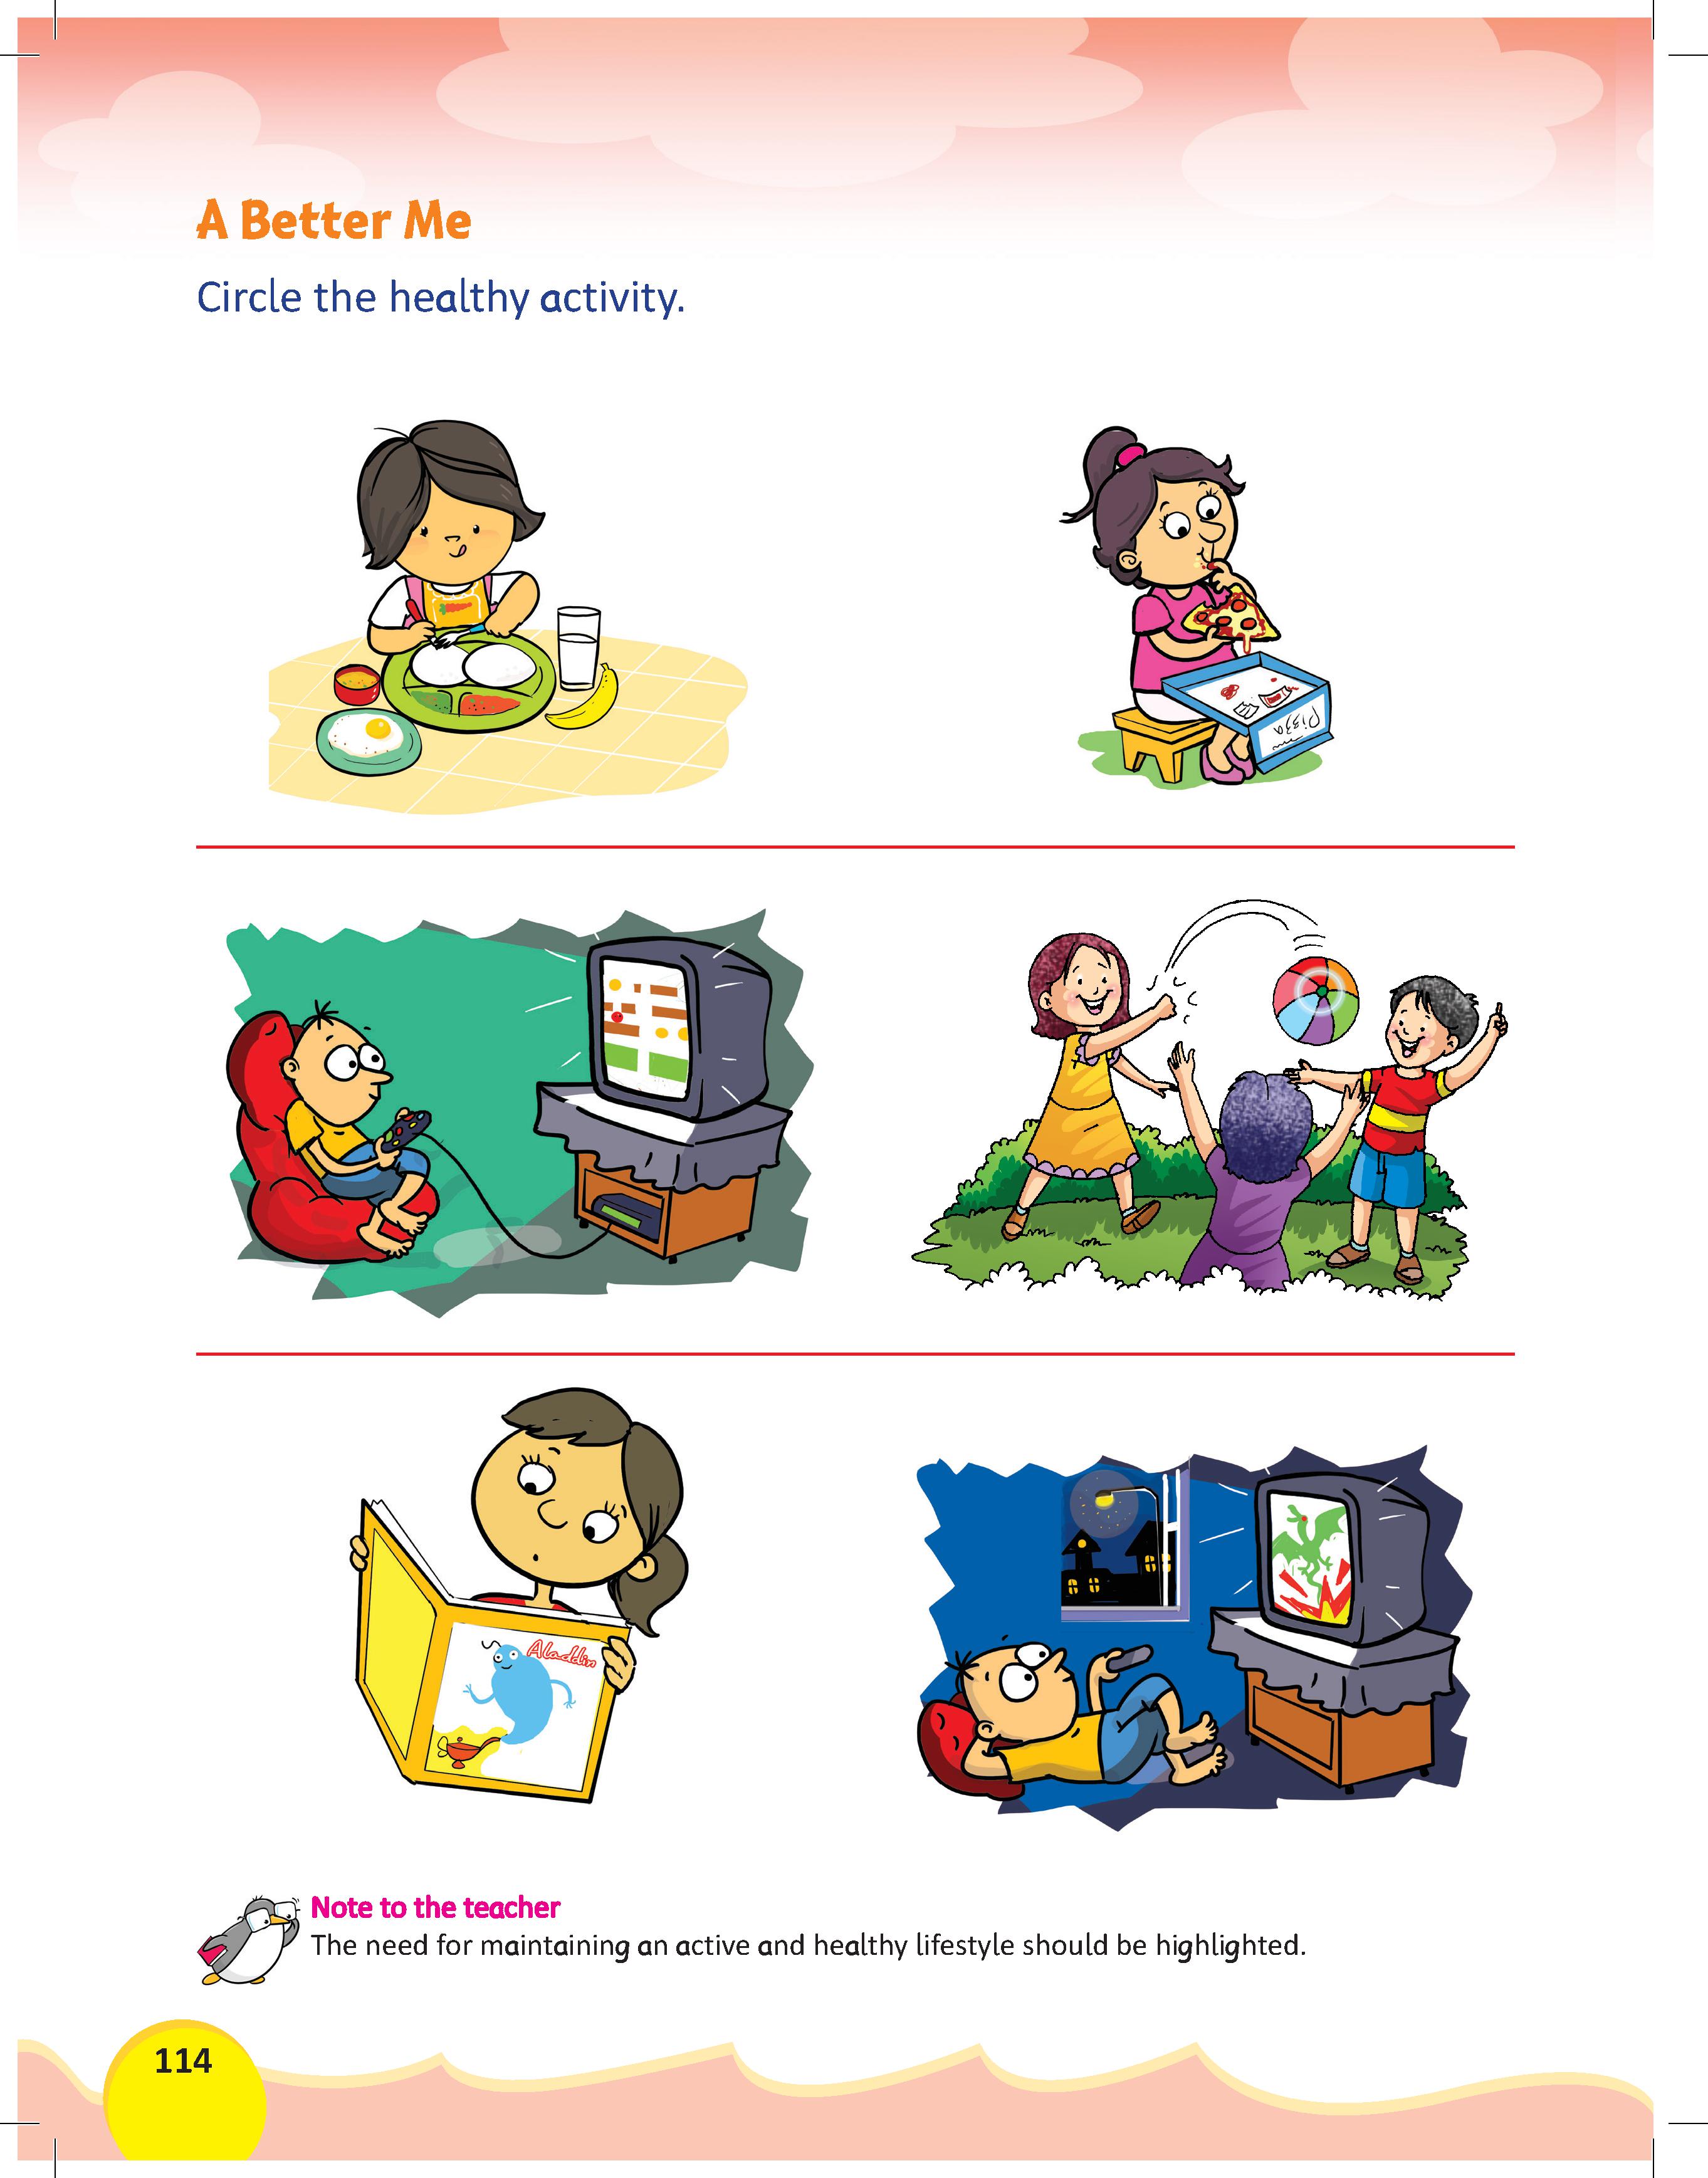 A Better Me
Circle the healthy activity.
Pizza
Aladdin
Note to the teacher
The need for maintaining an active and healthy lifestyle should be highlighted.
114